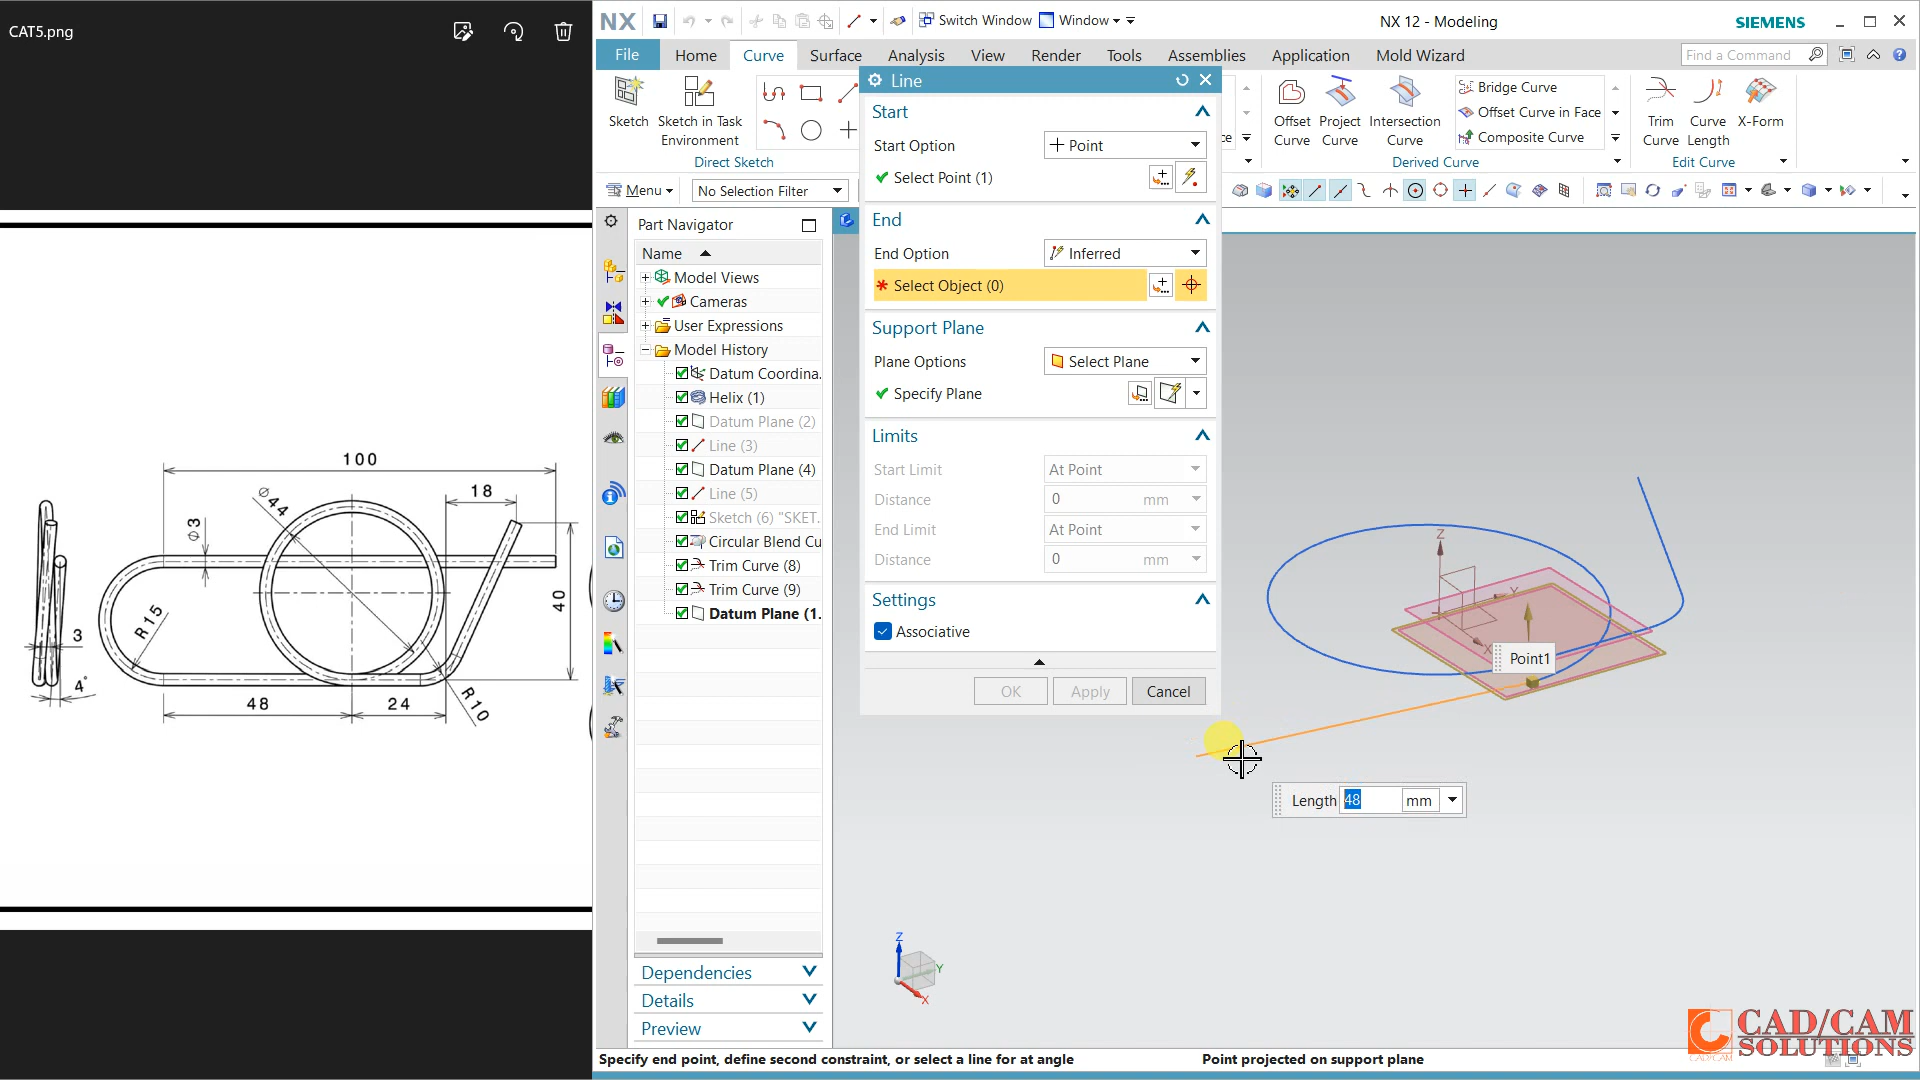 CAT5.png
NX
Switch Window
Window
NX 12 - Modeling
SIEMENS
File
Home
Curve
Surface
Analysis
View
Render
Tools
Assemblies
Application
Mold Wizard
Find a Command
Sketch
Sketch in Task
Environment
Direct Sketch
Offset
Curve
Project
Curve
Intersection
Curve
Bridge Curve
Offset Curve in Face
Composite Curve
Derived Curve
Trim
Curve
Curve
Length
X-Form
Edit Curve
Menu
No Selection Filter
Line
Start
Start Option
Point
Select Point (1)
End
End Option
Inferred
Select Object (0)
Support Plane
Plane Options
Select Plane
Specify Plane
Limits
Start Limit
At Point
Distance
0
mm
End Limit
At Point
Distance
0
mm
Settings
Associative
OK
Apply
Cancel
Part Navigator
Name
Model Views
Cameras
User Expressions
Model History
Datum Coordina.
Helix (1)
Datum Plane (2)
Line (3)
Datum Plane (4)
Line (5)
Sketch (6) "SKET.
Circular Blend Cu
Trim Curve (8)
Trim Curve (9)
Datum Plane (1.
Dependencies
Details
Preview
100
18
⌀44
⌀3
R15
40
3
4°
48
24
R10
Z
Y
X
Point1
Length
48
mm
Z
Y
X
CAD/CAM
SOLUTIONS
Specify end point, define second constraint, or select a line for at angle
Point projected on support plane